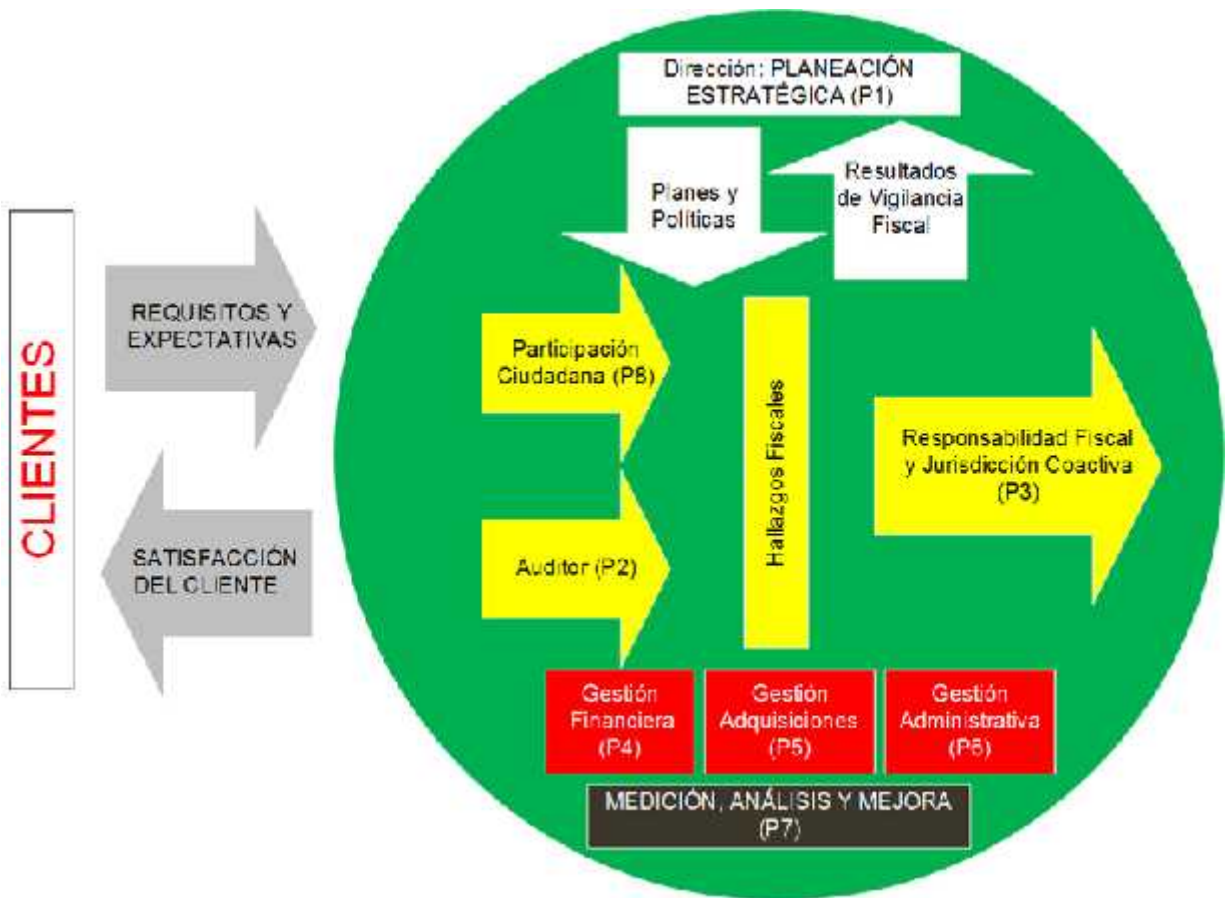 Dirección: PLANEACIÓN
ESTRATÉGICA (P1)
Planes y
Políticas
Resultados
de Vigilancia
Fiscal
CLIENTES
REQUISITOS Y
EXPECTATIVAS
SATISFACCIÓN
DEL CLIENTE
Participación
Ciudadana (P8)
Auditor (P2)
Hallazgos Fiscales
Responsabilidad Fiscal
y Jurisdicción Coactiva
(P3)
Gestión
Financiera
(P4)
Gestión
Adquisiciones
(P5)
Gestión
Administrativa
(P6)
MEDICIÓN, ANÁLISIS Y MEJORA
(P7)